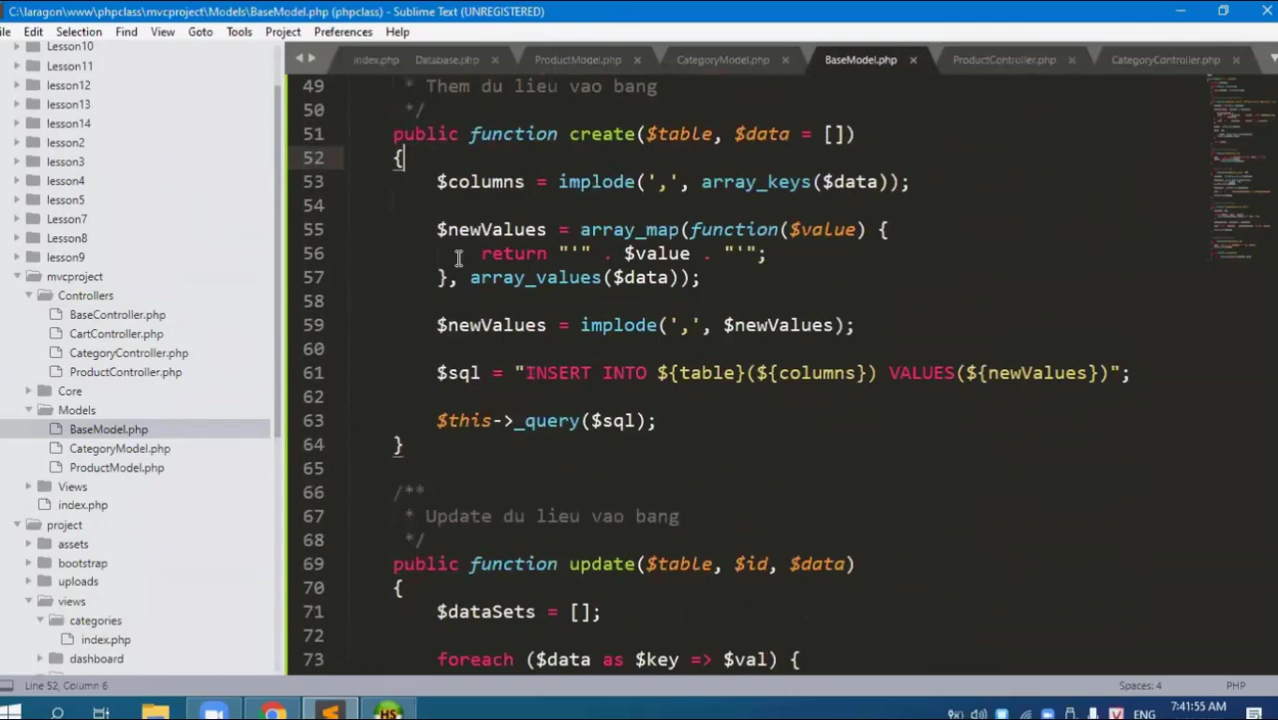 C:\laragon\www\phpclass\mvcproject\Models\BaseModel.php (phpclass) - Sublime Text (UNREGISTERED)
Edit Selection Find View Goto Tools Project Preferences Help
Lesson10
Lesson11
lesson12
lesson13
lesson14
lesson2
lesson3
lesson4
lesson5
Lesson7
Lesson8
lesson9
mvcproject
Controllers
BaseController.php
CartController.php
CategoryController.php
ProductController.php
Core
Models
BaseModel.php
CategoryModel.php
ProductModel.php
Views
index.php
project
assets
bootstrap
uploads
views
categories
index.php
dashboard
index.php Database.php ProductModel.php CategoryModel.php BaseModel.php ProductController.php CategoryController.php
49 * Them du lieu vao bang
50 */
51 public function create($table, $data = [])
52 {
53 $columns = implode(',', array_keys($data));
54
55 $newValues = array_map(function($value) {
56 return "'" . $value . "'";
57 }, array_values($data));
58
59 $newValues = implode(',', $newValues);
60
61 $sql = "INSERT INTO ${table}(${columns}) VALUES(${newValues})";
62
63 $this->_query($sql);
64 }
65
66 /**
67 * Update du lieu vao bang
68 */
69 public function update($table, $id, $data)
70 {
71 $dataSets = [];
72
73 foreach ($data as $key => $val) {
Line 52, Column 6 Spaces: 4 PHP
HS
ENG 7:41:55 AM